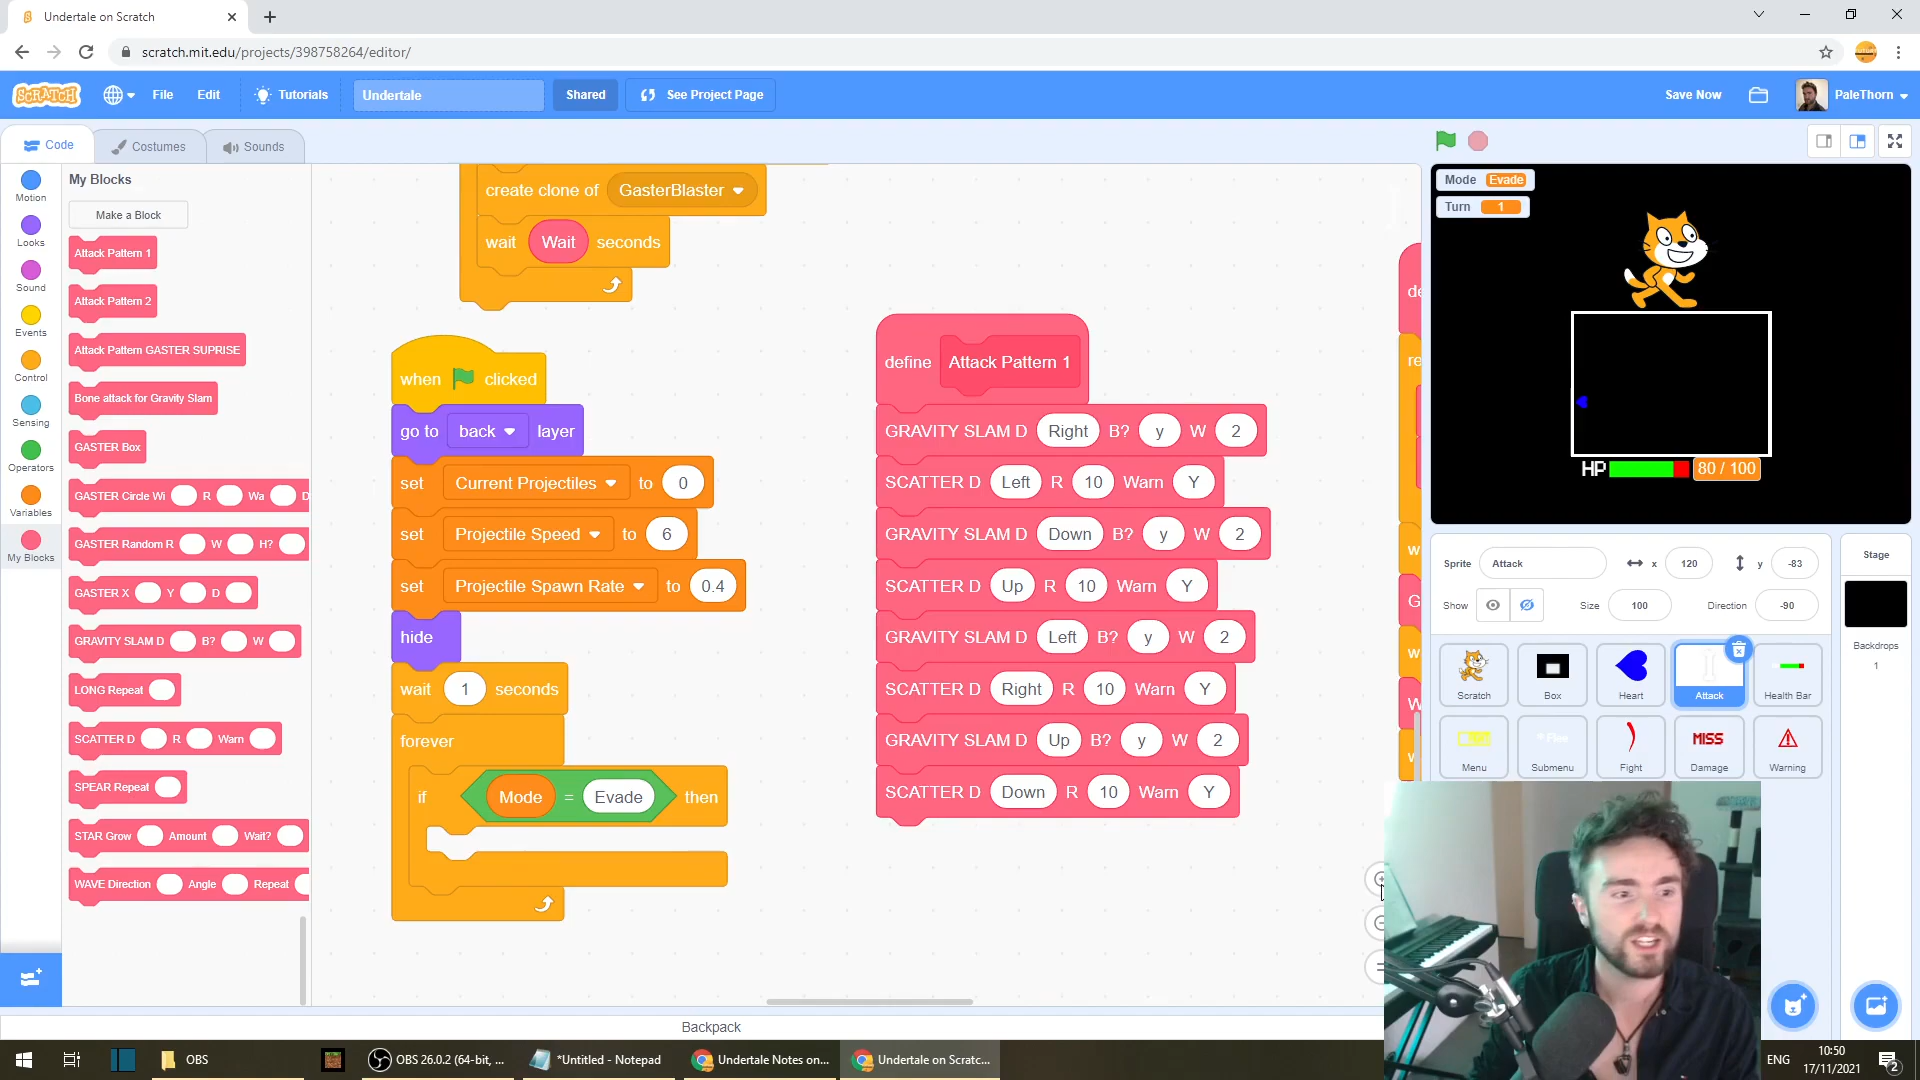 Undertale on Scratch
scratch.mit.edu/projects/398758264/editor/
SCRATCH
File
Edit
Tutorials
Undertale
Shared
See Project Page
Save Now
PaleThorn
Code
Costumes
Sounds
Motion
Looks
Sound
Events
Control
Sensing
Operators
Variables
My Blocks
My Blocks
Make a Block
Attack Pattern 1
Attack Pattern 2
Attack Pattern GASTER SUPRISE
Bone attack for Gravity Slam
GASTER Box
GASTER Circle Wi R Wa D
GASTER Random R W H?
GASTER X Y D
GRAVITY SLAM D B? W
LONG Repeat
SCATTER D R Warn
SPEAR Repeat
STAR Grow Amount Wait?
WAVE Direction Angle Repeat
create clone of GasterBlaster
wait Wait seconds
when clicked
go to back layer
set Current Projectiles to 0
set Projectile Speed to 6
set Projectile Spawn Rate to 0.4
hide
wait 1 seconds
forever
if Mode = Evade then
define Attack Pattern 1
GRAVITY SLAM D Right B? y W 2
SCATTER D Left R 10 Warn Y
GRAVITY SLAM D Down B? y W 2
SCATTER D Up R 10 Warn Y
GRAVITY SLAM D Left B? y W 2
SCATTER D Right R 10 Warn Y
GRAVITY SLAM D Up B? y W 2
SCATTER D Down R 10 Warn Y
de
re
w
G
w
W
w
Mode Evade
Turn 1
HP 80 / 100
Sprite Attack x 120 y -83
Show Size 100 Direction -90
Stage
Backdrops
1
Scratch
Box
Heart
Attack
Health Bar
Menu
Submenu
Fight
MISS
Damage
Warning
Backpack
OBS
OBS 26.0.2 (64-bit, ...
*Untitled - Notepad
Undertale Notes on...
Undertale on Scratc...
ENG
10:50
17/11/2021
2